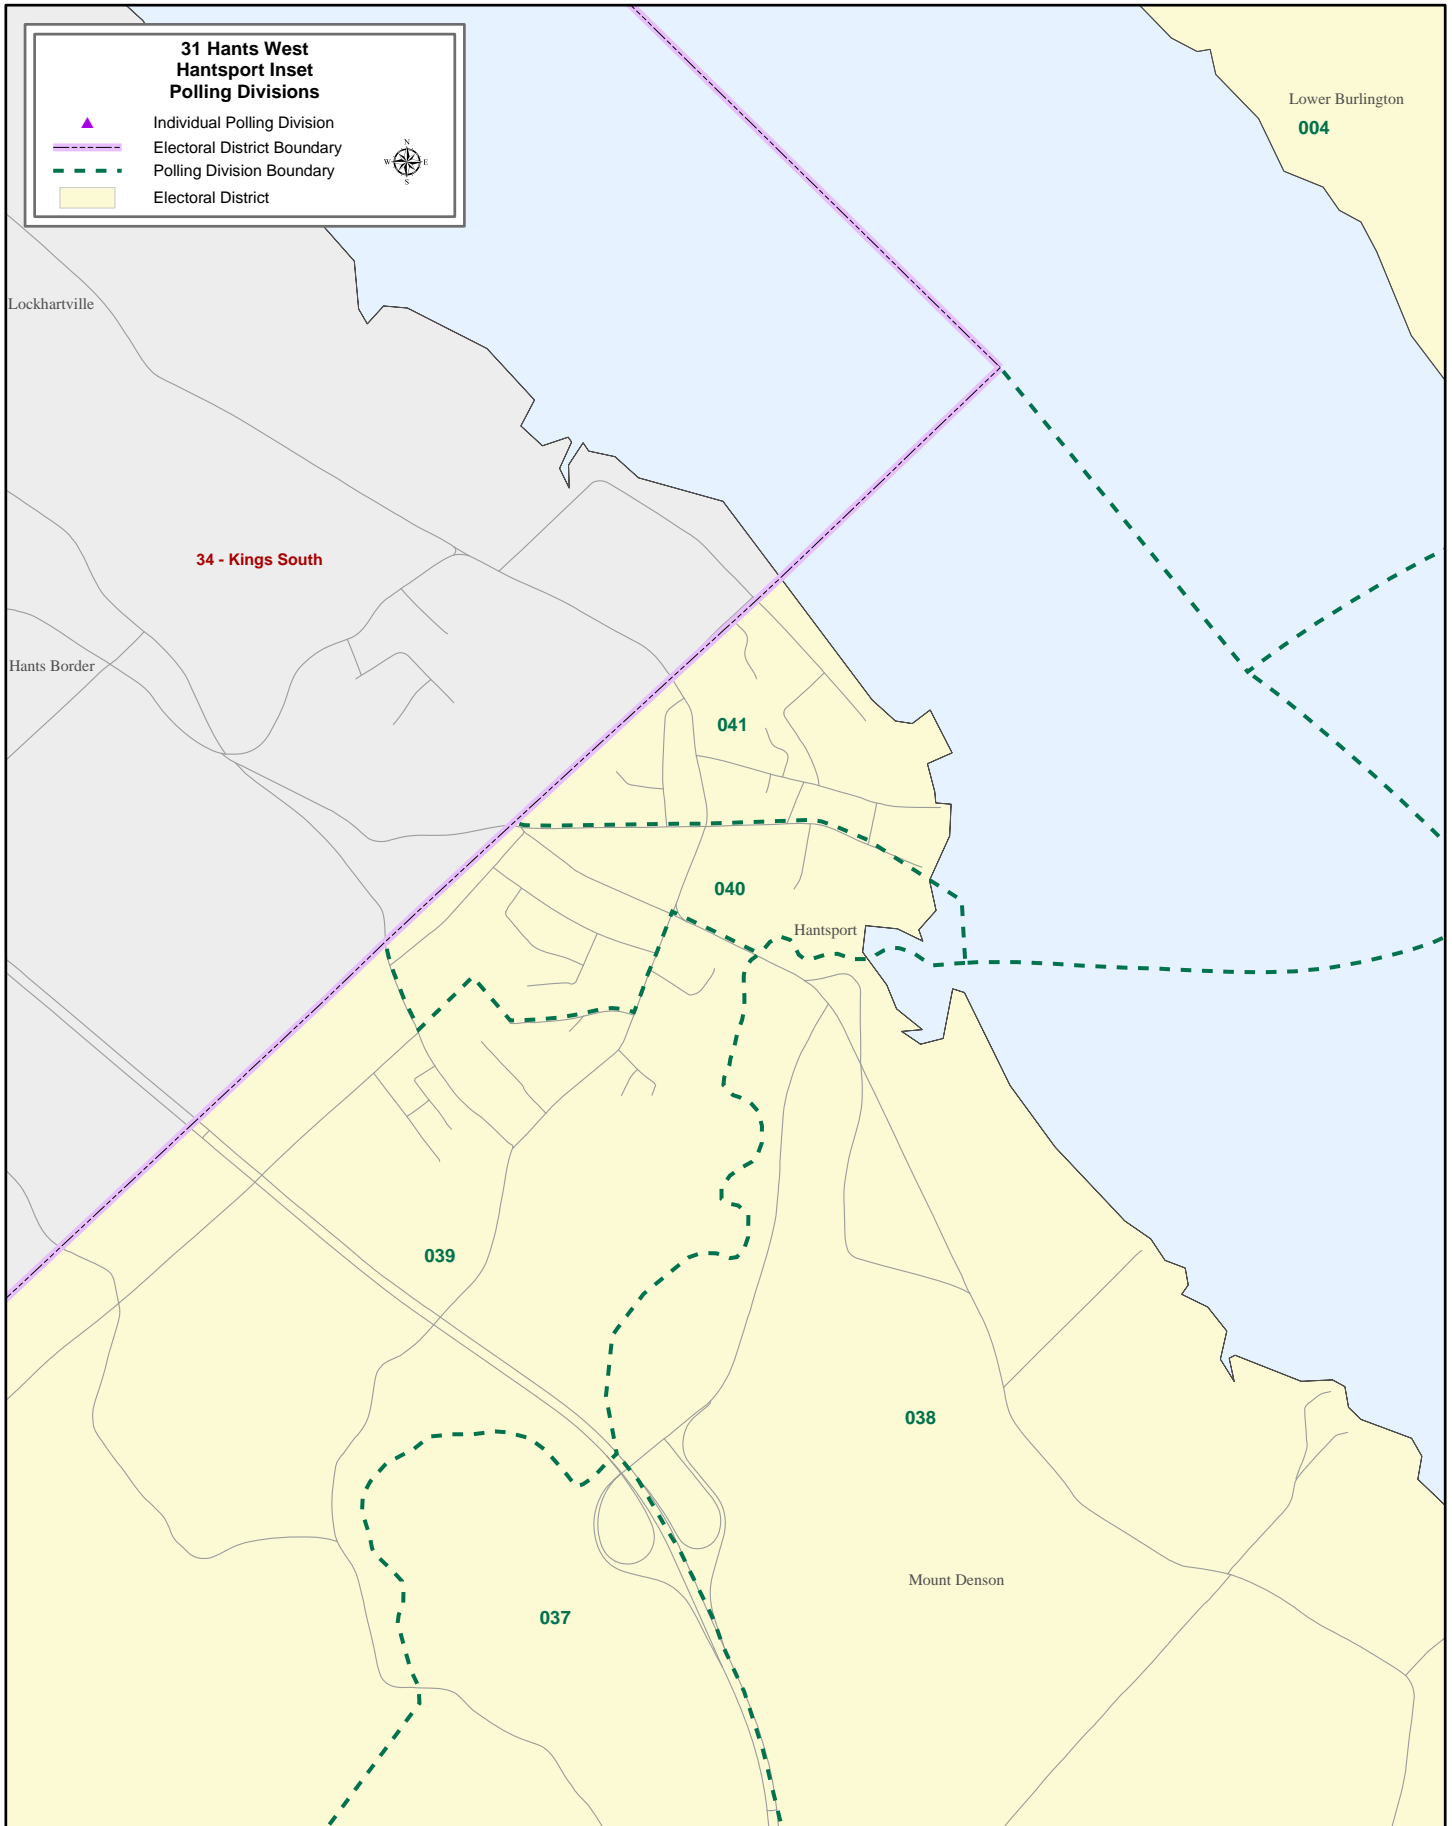 31 Hants West
Hantsport Inset
Polling Divisions
Individual Polling Division
Electoral District Boundary
Polling Division Boundary
Electoral District
N
W E
S
Lower Burlington
004
Lockhartville
34 - Kings South
Hants Border
041
040
Hantsport
039
038
Mount Denson
037